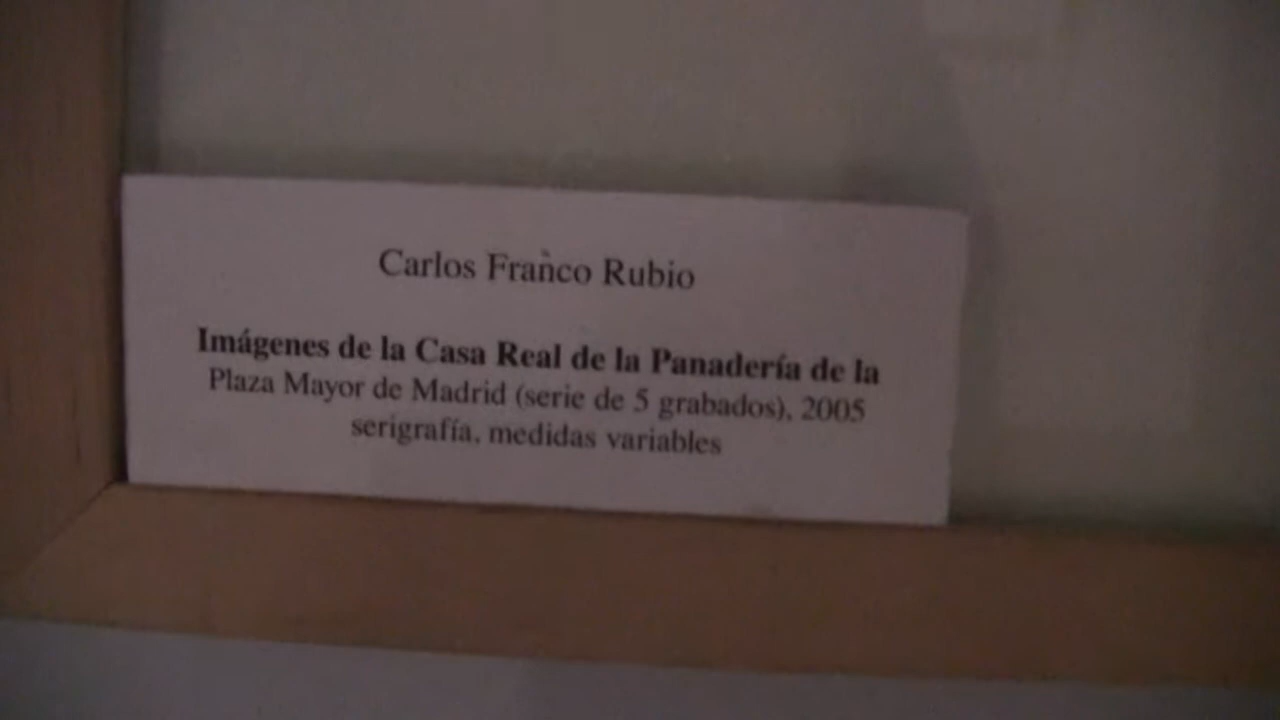 Carlos Franco Rubio
Imágenes de la Casa Real de la Panadería de la
Plaza Mayor de Madrid (serie de 5 grabados), 2005
serigrafía, medidas variables